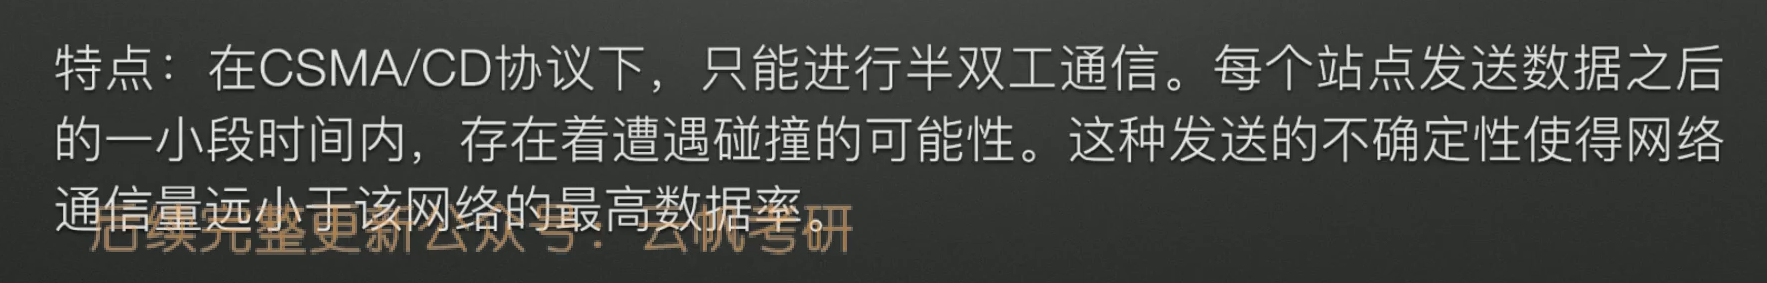 特点：在CSMA/CD协议下，只能进行半双工通信。每个站点发送数据之后
的一小段时间内，存在着遭遇碰撞的可能性。这种发送的不确定性使得网络
通信量远小于该网络的最高数据率。
后续完整更新公众号：云帆考研